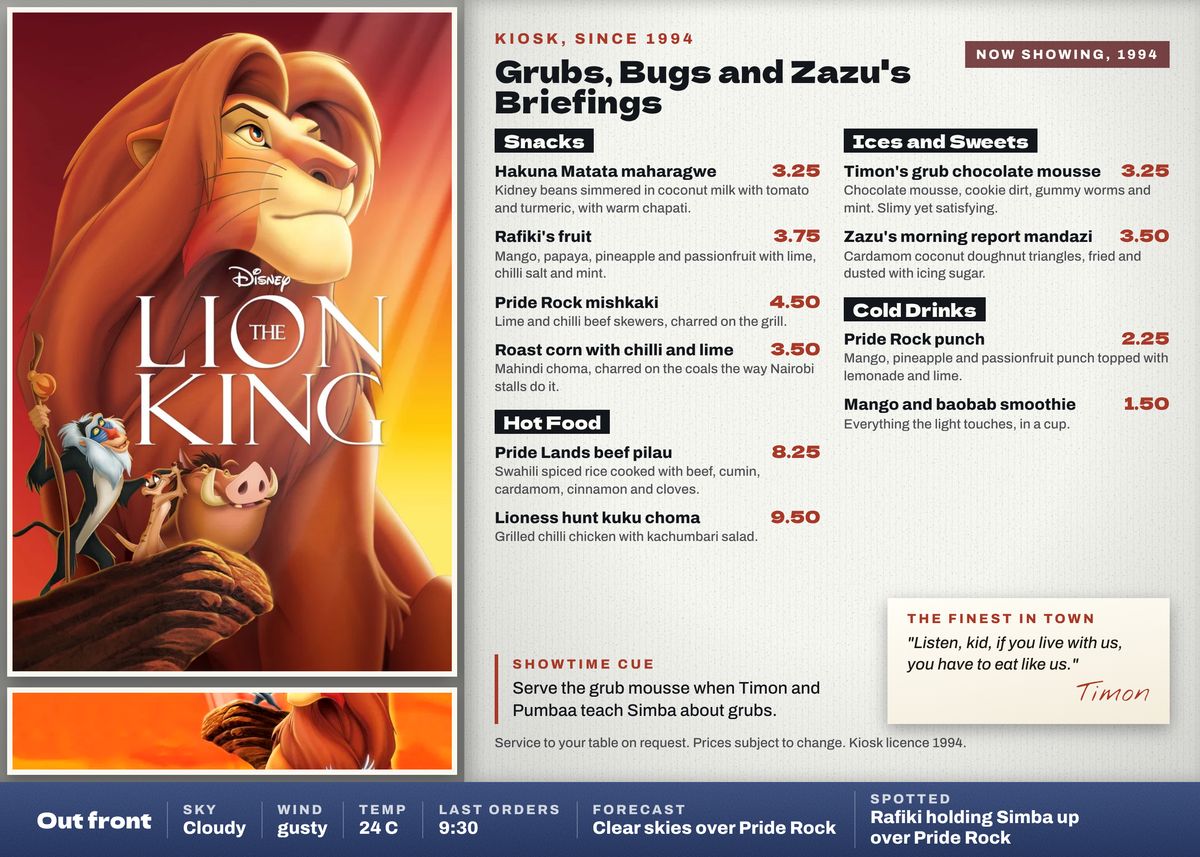 Disney
THE
LION
KING
KIOSK, SINCE 1994
Grubs, Bugs and Zazu's
Briefings
NOW SHOWING, 1994
Snacks
Hakuna Matata maharagwe 3.25
Kidney beans simmered in coconut milk with tomato
and turmeric, with warm chapati.
Rafiki's fruit 3.75
Mango, papaya, pineapple and passionfruit with lime,
chilli salt and mint.
Pride Rock mishkaki 4.50
Lime and chilli beef skewers, charred on the grill.
Roast corn with chilli and lime 3.50
Mahindi choma, charred on the coals the way Nairobi
stalls do it.
Hot Food
Pride Lands beef pilau 8.25
Swahili spiced rice cooked with beef, cumin,
cardamom, cinnamon and cloves.
Lioness hunt kuku choma 9.50
Grilled chilli chicken with kachumbari salad.
Ices and Sweets
Timon's grub chocolate mousse 3.25
Chocolate mousse, cookie dirt, gummy worms and
mint. Slimy yet satisfying.
Zazu's morning report mandazi 3.50
Cardamom coconut doughnut triangles, fried and
dusted with icing sugar.
Cold Drinks
Pride Rock punch 2.25
Mango, pineapple and passionfruit punch topped with
lemonade and lime.
Mango and baobab smoothie 1.50
Everything the light touches, in a cup.
SHOWTIME CUE
Serve the grub mousse when Timon and
Pumbaa teach Simba about grubs.
THE FINEST IN TOWN
"Listen, kid, if you live with us,
you have to eat like us."
Timon
Service to your table on request. Prices subject to change. Kiosk licence 1994.
Out front
SKY
Cloudy
WIND
gusty
TEMP
24 C
LAST ORDERS
9:30
FORECAST
Clear skies over Pride Rock
SPOTTED
Rafiki holding Simba up
over Pride Rock